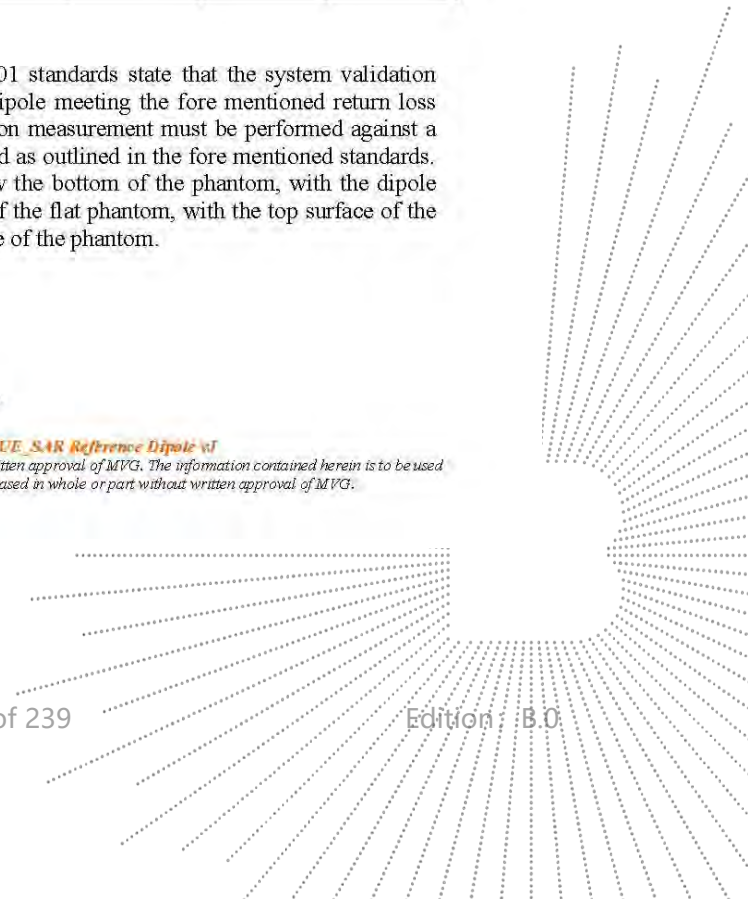 01 standards state that the system validation
ipole meeting the fore mentioned return loss
on measurement must be performed against a
d as outlined in the fore mentioned standards.
w the bottom of the phantom, with the dipole
f the flat phantom, with the top surface of the
e of the phantom.
UE_SAR Reference Dipole vJ
tten approval of MVG. The information contained herein is to be used
ased in whole or part without written approval of MVG.
of 239
Edition: B.0